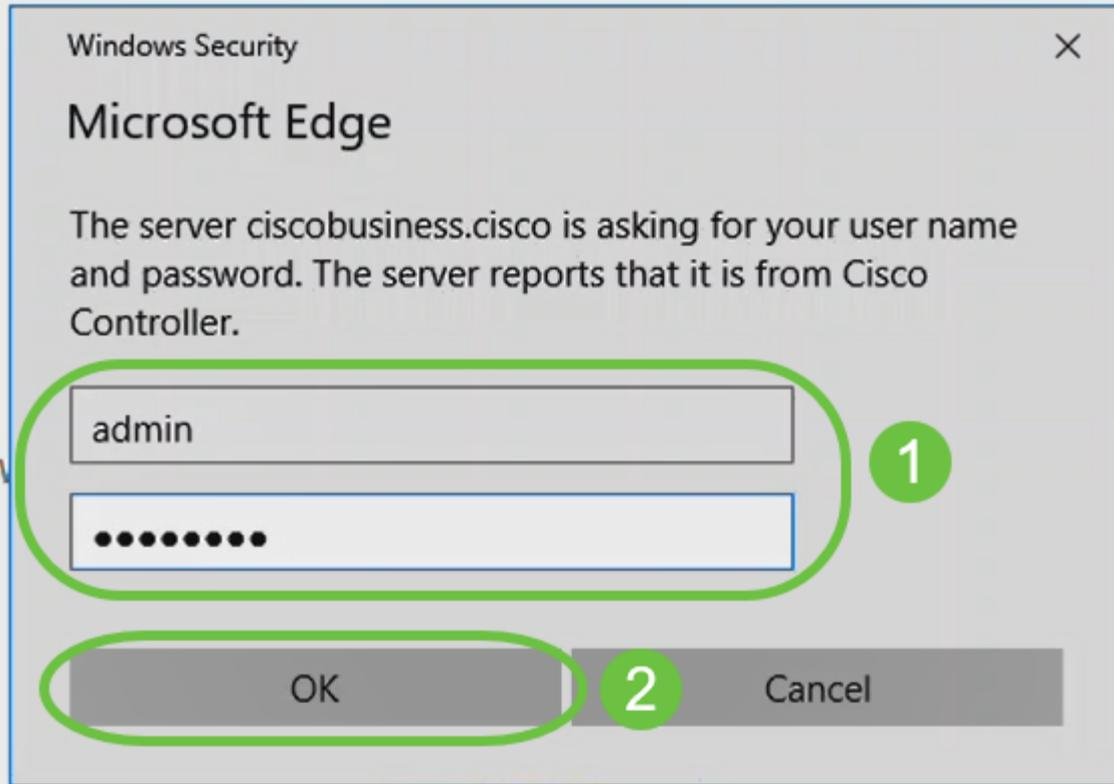 Windows Security
Microsoft Edge
The server ciscobusiness.cisco is asking for your user name
and password. The server reports that it is from Cisco
Controller.
admin
••••••••
1
OK
2
Cancel